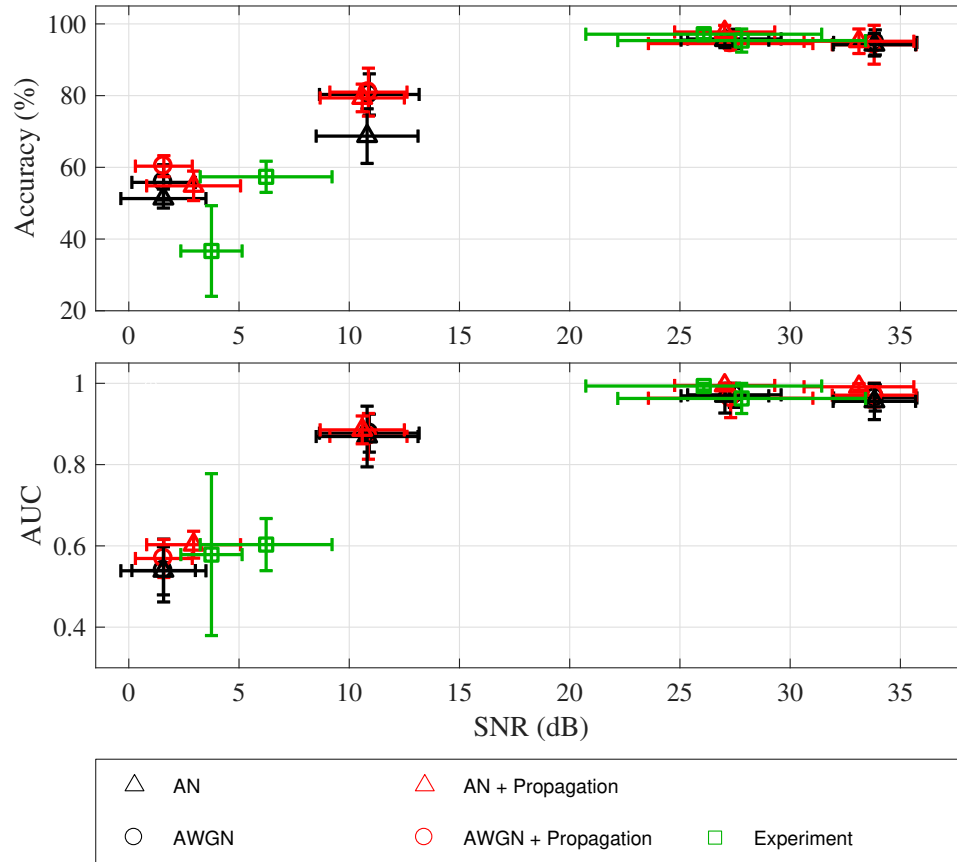 100
80
60
40
20
Accuracy (%)
0 5 10 15 20 25 30 35
1
0.8
0.6
0.4
AUC
0 5 10 15 20 25 30 35
SNR (dB)
AN AN + Propagation
AWGN AWGN + Propagation Experiment